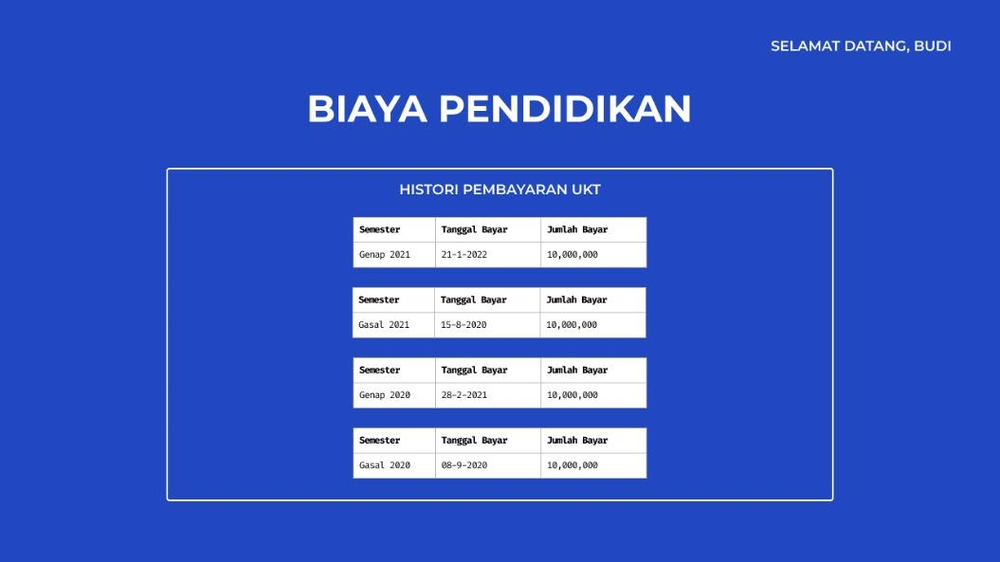 SELAMAT DATANG, BUDI
BIAYA PENDIDIKAN
HISTORI PEMBAYARAN UKT
Semester Tanggal Bayar Jumlah Bayar
Genap 2021 21-1-2022 10,000,000
Semester Tanggal Bayar Jumlah Bayar
Gasal 2021 15-8-2020 10,000,000
Semester Tanggal Bayar Jumlah Bayar
Genap 2020 28-2-2021 10,000,000
Semester Tanggal Bayar Jumlah Bayar
Gasal 2020 08-9-2020 10,000,000